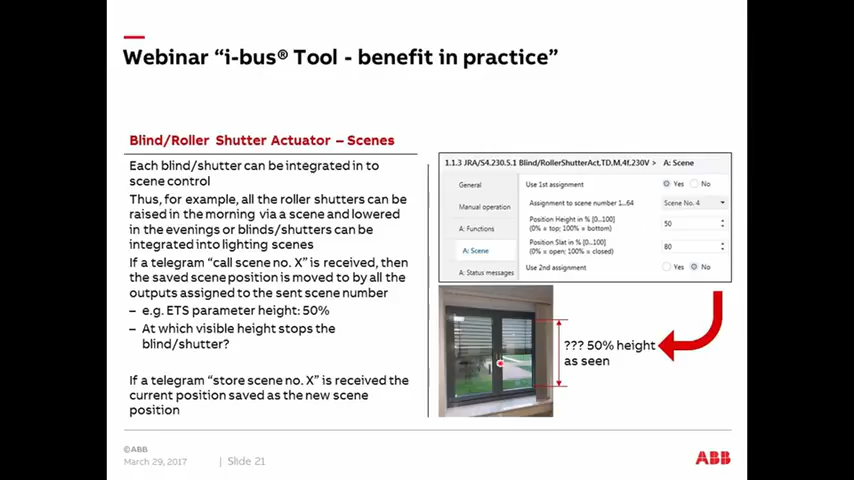 Webinar “i-bus® Tool - benefit in practice”
Blind/Roller Shutter Actuator – Scenes
Each blind/shutter can be integrated in to
scene control
Thus, for example, all the roller shutters can be
raised in the morning via a scene and lowered
in the evenings or blinds/shutters can be
integrated into lighting scenes
If a telegram “call scene no. X” is received, then
the saved scene position is moved to by all the
outputs assigned to the sent scene number
– e.g. ETS parameter height: 50%
– At which visible height stops the
blind/shutter?
If a telegram “store scene no. X” is received the
current position saved as the new scene
position
1.1.3 JRA/S4.230.5.1 Blind/RollerShutterAct,TD,M,4f,230V > A: Scene
General
Manual operation
A: Functions
A: Scene
A: Status messages
Use 1st assignment Yes No
Assignment to scene number 1...64 Scene No. 4
Position Height in % [0...100]
(0% = top; 100% = bottom) 50
Position Slat in % [0...100]
(0% = open; 100% = closed) 80
Use 2nd assignment Yes No
??? 50% height
as seen
©ABB
March 29, 2017 | Slide 21
ABB